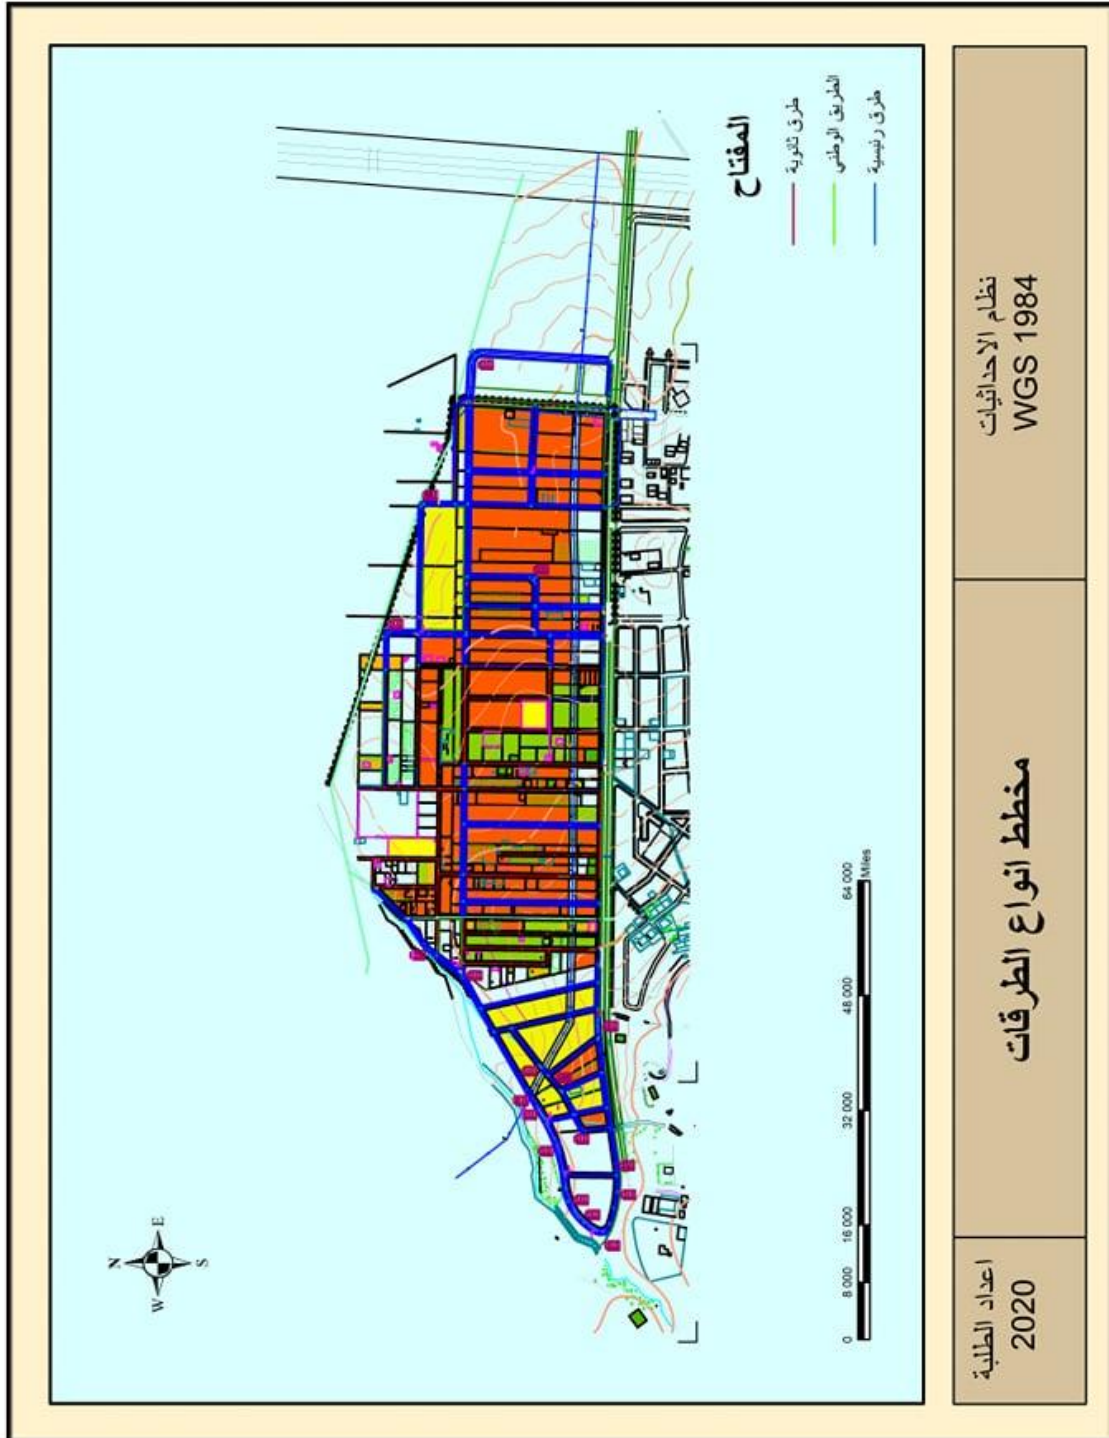 المفتاح
طرق ثانوية
الطريق الوطني
طرق رئيسية
N
W
E
S
0
8 000
16 000
32 000
48 000
64 000
Miles
اعداد الطلبة
2020
مخطط انواع الطرقات
نظام الاحداثيات
WGS 1984